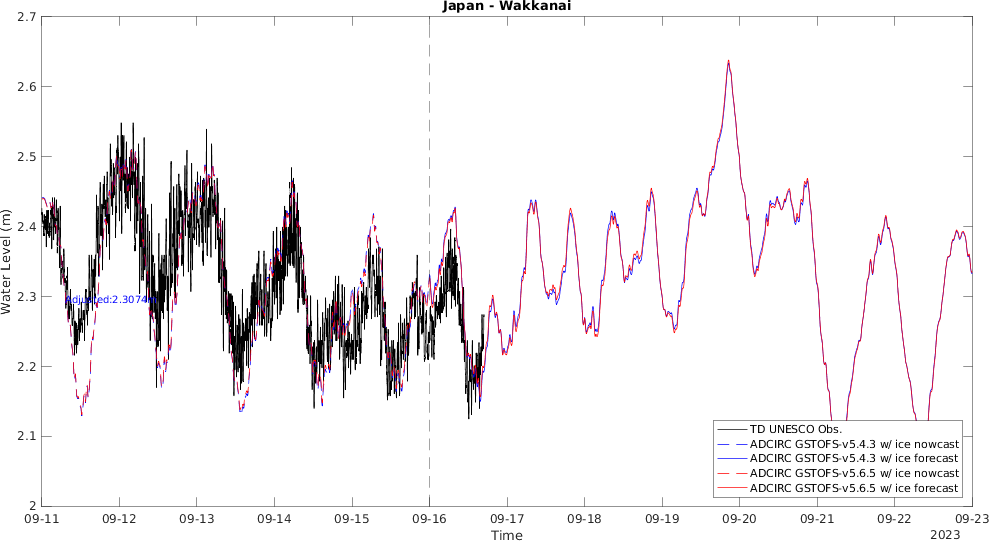 Japan - Wakkanai
2.7
2.6
2.5
2.4
2.3
2.2
2.1
2
Water Level (m)
Adjusted:2.3074m
09-11 09-12 09-13 09-14 09-15 09-16 09-17 09-18 09-19 09-20 09-21 09-22 09-23
Time
2023
TD UNESCO Obs.
ADCIRC GSTOFS-v5.4.3 w/ ice nowcast
ADCIRC GSTOFS-v5.4.3 w/ ice forecast
ADCIRC GSTOFS-v5.6.5 w/ ice nowcast
ADCIRC GSTOFS-v5.6.5 w/ ice forecast